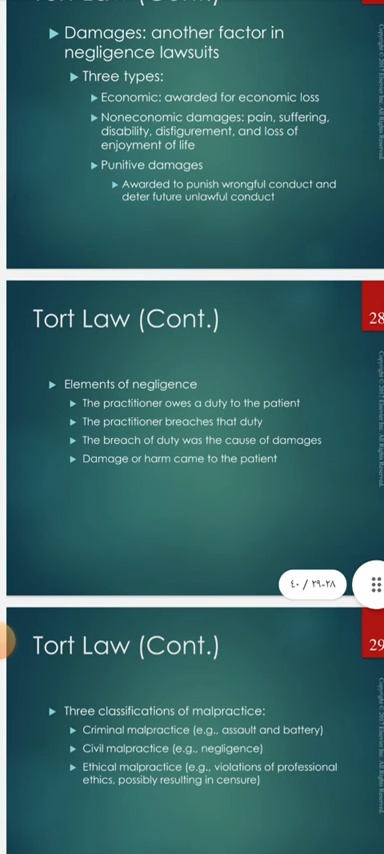 Tort Law (Cont.)
Damages: another factor in
negligence lawsuits
Three types:
Economic: awarded for economic loss
Noneconomic damages: pain, suffering,
disability, disfigurement, and loss of
enjoyment of life
Punitive damages
Awarded to punish wrongful conduct and
deter future unlawful conduct
Tort Law (Cont.)
28
Elements of negligence
The practitioner owes a duty to the patient
The practitioner breaches that duty
The breach of duty was the cause of damages
Damage or harm came to the patient
٤٠ / ٢٩-٢٨
Tort Law (Cont.)
29
Three classifications of malpractice:
Criminal malpractice (e.g., assault and battery)
Civil malpractice (e.g., negligence)
Ethical malpractice (e.g., violations of professional
ethics, possibly resulting in censure)